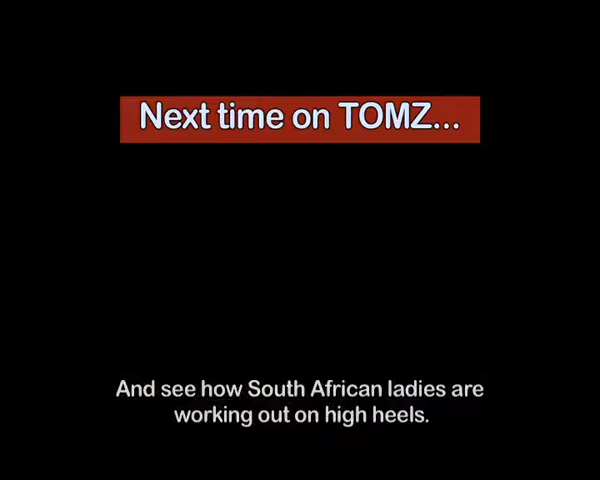 Next time on TOMZ...
And see how South African ladies are
working out on high heels.